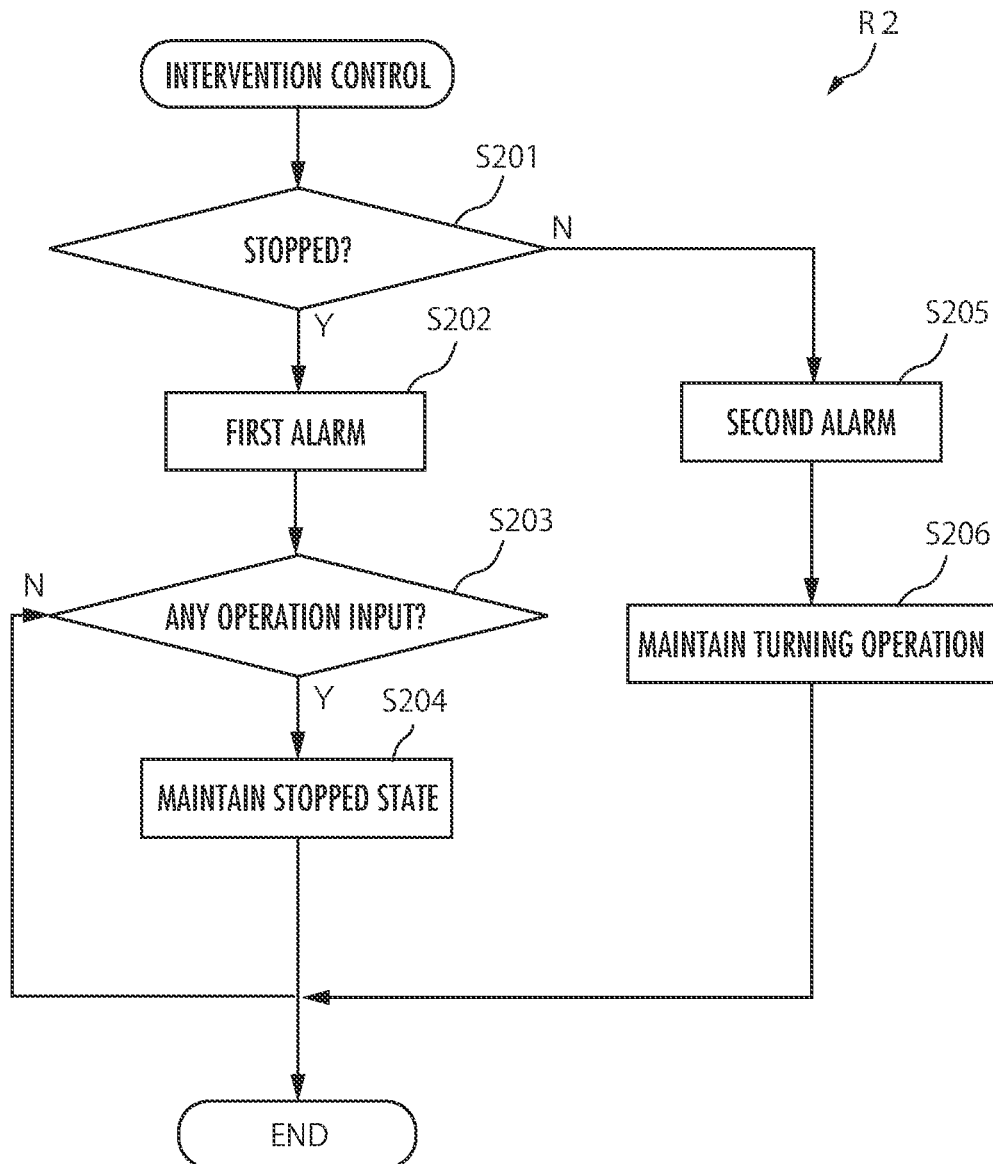 R 2
INTERVENTION CONTROL
S201
STOPPED?
N
Y
S202
FIRST ALARM
S205
SECOND ALARM
S203
ANY OPERATION INPUT?
N
Y
S206
MAINTAIN TURNING OPERATION
S204
MAINTAIN STOPPED STATE
END